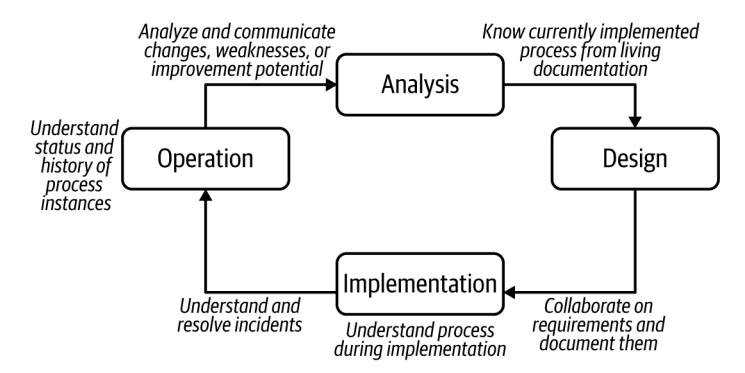 Analyze and communicate
changes, weaknesses, or
improvement potential
Know currently implemented
process from living
documentation
Analysis
Understand
status and
history of
process
instances
Operation
Design
Implementation
Understand and
resolve incidents
Understand process
during implementation
Collaborate on
requirements and
document them